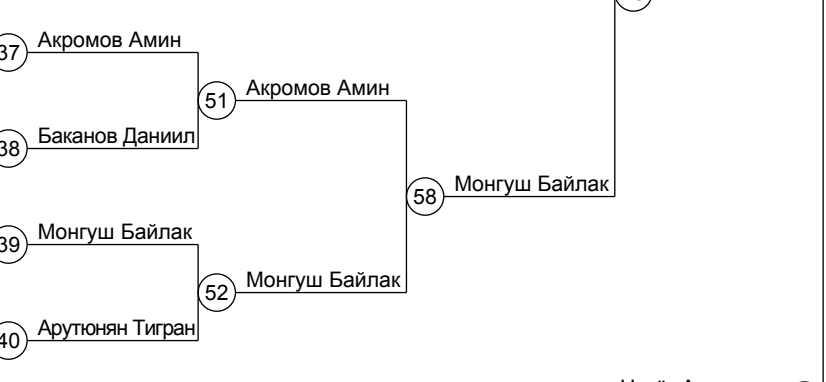 37
Акромов Амин
51
Акромов Амин
38
Баканов Даниил
58
Монгуш Байлак
39
Монгуш Байлак
52
Монгуш Байлак
40
Арутюнян Тигран